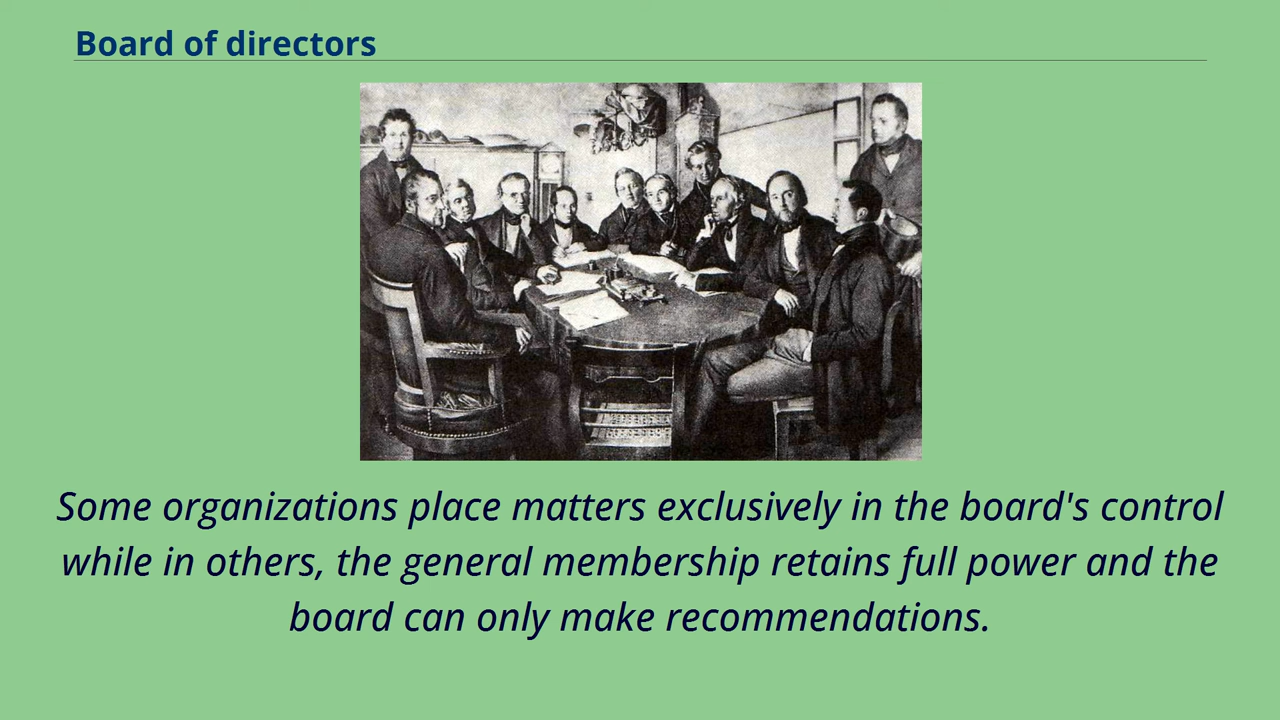 Board of directors
Some organizations place matters exclusively in the board's control
while in others, the general membership retains full power and the
board can only make recommendations.